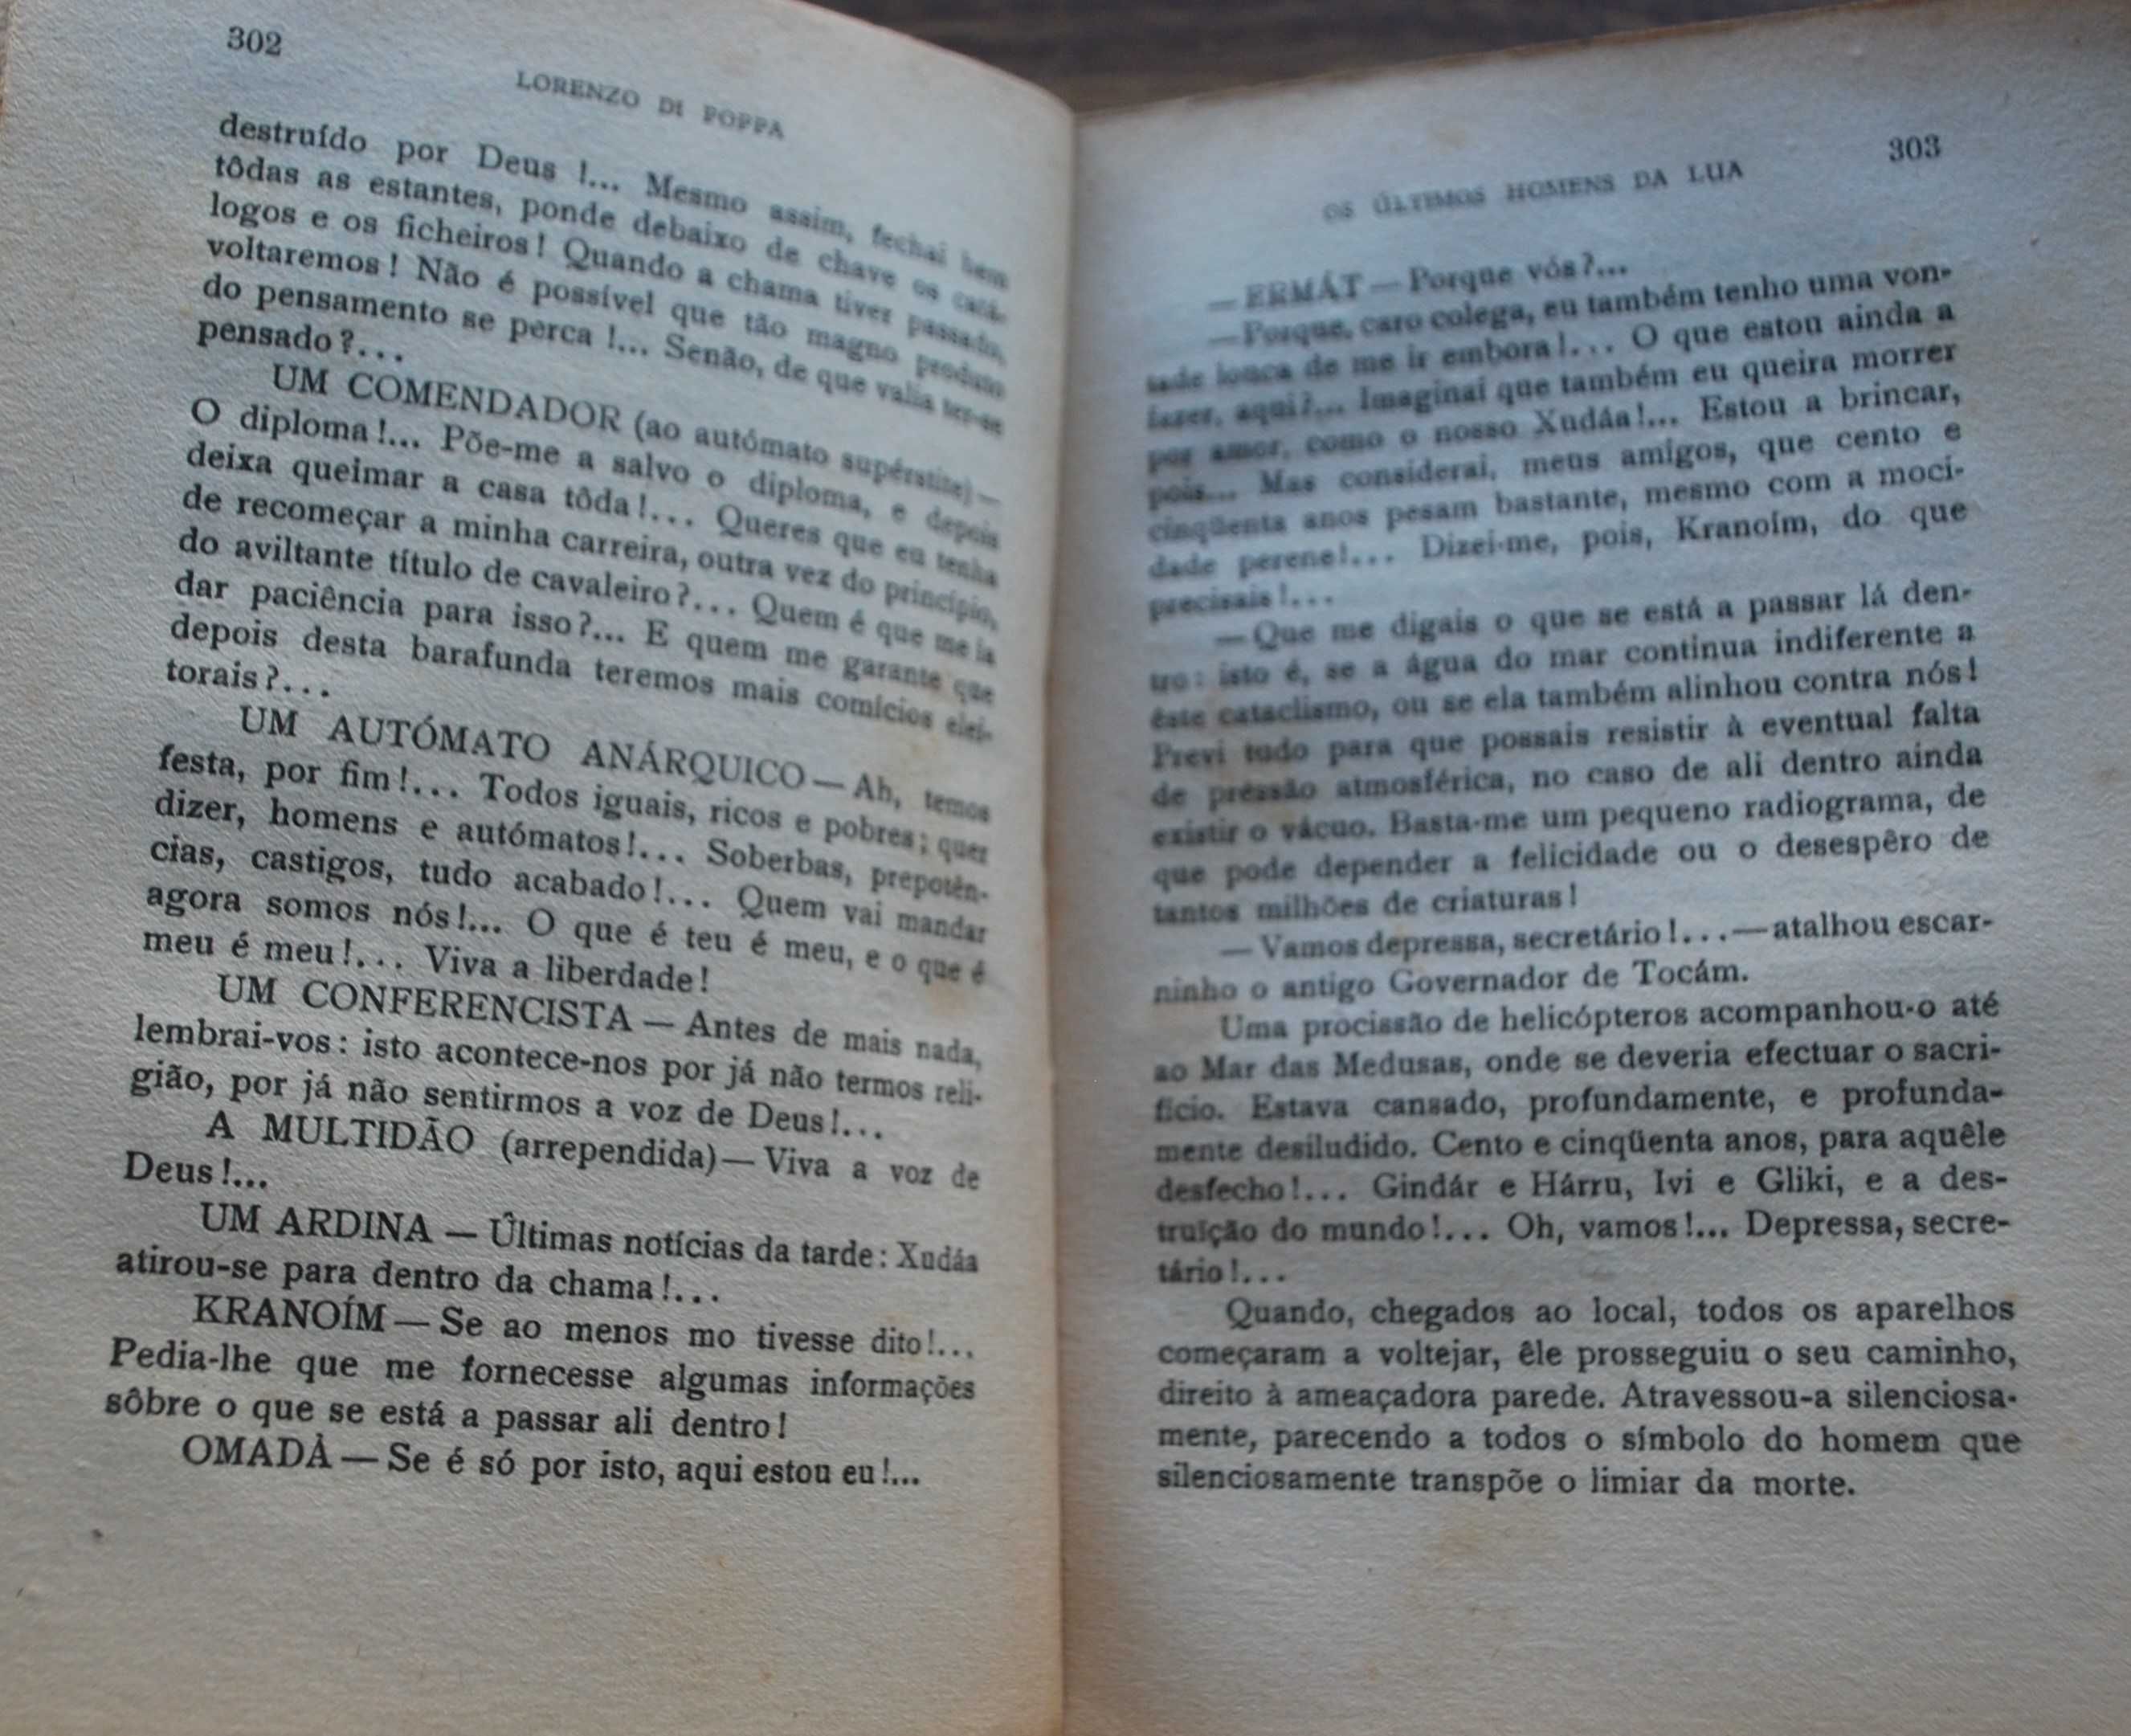 302
LORENZO DI POPPA
destruído por Deus !... Mesmo assim, fechai bem
tôdas as estantes, ponde debaixo de chave os catá-
logos e os ficheiros! Quando a chama tiver passado,
voltaremos! Não é possível que tão magno produto
do pensamento se perca !... Senão, de que valia ter-se
pensado?...
UM COMENDADOR (ao autómato supérstite) —
O diploma!... Põe-me a salvo o diploma, e depois
deixa queimar a casa tôda!... Queres que eu tenha
de recomeçar a minha carreira, outra vez do princípio,
do aviltante título de cavaleiro?... Quem é que me ia
dar paciência para isso?... E quem me garante que
depois desta barafunda teremos mais comícios elei-
torais?...
UM AUTÓMATO ANÁRQUICO — Ah, temos
festa, por fim!... Todos iguais, ricos e pobres; quer
dizer, homens e autómatos!... Soberbas, prepotên-
cias, castigos, tudo acabado!... Quem vai mandar
agora somos nós!... O que é teu é meu, e o que é
meu é meu!... Viva a liberdade!
UM CONFERENCISTA — Antes de mais nada,
lembrai-vos: isto acontece-nos por já não termos reli-
gião, por já não sentirmos a voz de Deus!...
A MULTIDÃO (arrependida) — Viva a voz de
Deus!...
UM ARDINA — Ûltimas notícias da tarde: Xudáa
atirou-se para dentro da chama!...
KRANOÍM — Se ao menos mo tivesse dito!...
Pedia-lhe que me fornecesse algumas informações
sôbre o que se está a passar ali dentro!
OMADÀ — Se é só por isto, aqui estou eu!...
303
OS ÚLTIMOS HOMENS DA LUA
— ERMÁT — Porque vós?...
— Porque, caro colega, eu também tenho uma von-
tade louca de me ir embora!... O que estou ainda a
fazer, aqui?... Imaginai que também eu queira morrer
por amor, como o nosso Xudáa!... Estou a brincar,
pois... Mas considerai, meus amigos, que cento e
cinqüenta anos pesam bastante, mesmo com a moci-
dade perene!... Dizei-me, pois, Kranoím, do que
precisais!...
— Que me digais o que se está a passar lá den-
tro: isto é, se a água do mar continua indiferente a
êste cataclismo, ou se ela também alinhou contra nós!
Previ tudo para que possais resistir à eventual falta
de pressão atmosférica, no caso de ali dentro ainda
existir o vácuo. Basta-me um pequeno radiograma, de
que pode depender a felicidade ou o desespêro de
tantos milhões de criaturas!
— Vamos depressa, secretário!... — atalhou escar-
ninho o antigo Governador de Tocám.
Uma procissão de helicópteros acompanhou-o até
ao Mar das Medusas, onde se deveria efectuar o sacri-
fício. Estava cansado, profundamente, e profunda-
mente desiludido. Cento e cinqüenta anos, para aquêle
desfecho!... Gindár e Hárru, Ivi e Gliki, e a des-
truïção do mundo!... Oh, vamos!... Depressa, secre-
tário!...
Quando, chegados ao local, todos os aparelhos
começaram a voltejar, êle prosseguiu o seu caminho,
direito à ameaçadora parede. Atravessou-a silenciosa-
mente, parecendo a todos o símbolo do homem que
silenciosamente transpõe o limiar da morte.